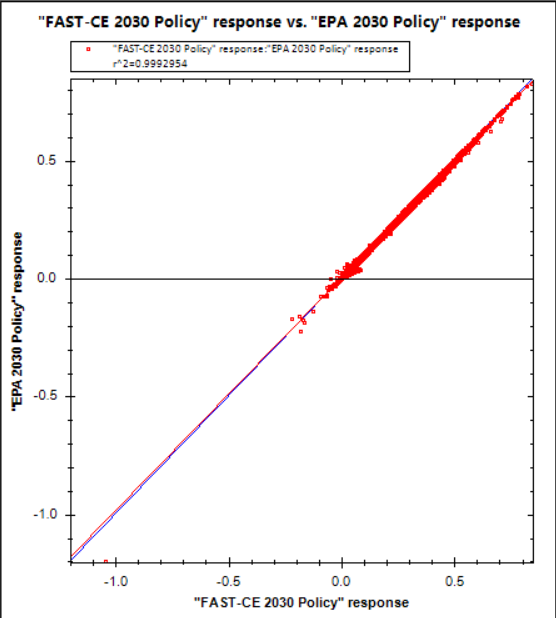 "FAST-CE 2030 Policy" response vs. "EPA 2030 Policy" response
"FAST-CE 2030 Policy" response:"EPA 2030 Policy" response
r^2=0.9992954
0.5
0.0
-0.5
-1.0
"EPA 2030 Policy" response
-1.0 -0.5 0.0 0.5
"FAST-CE 2030 Policy" response